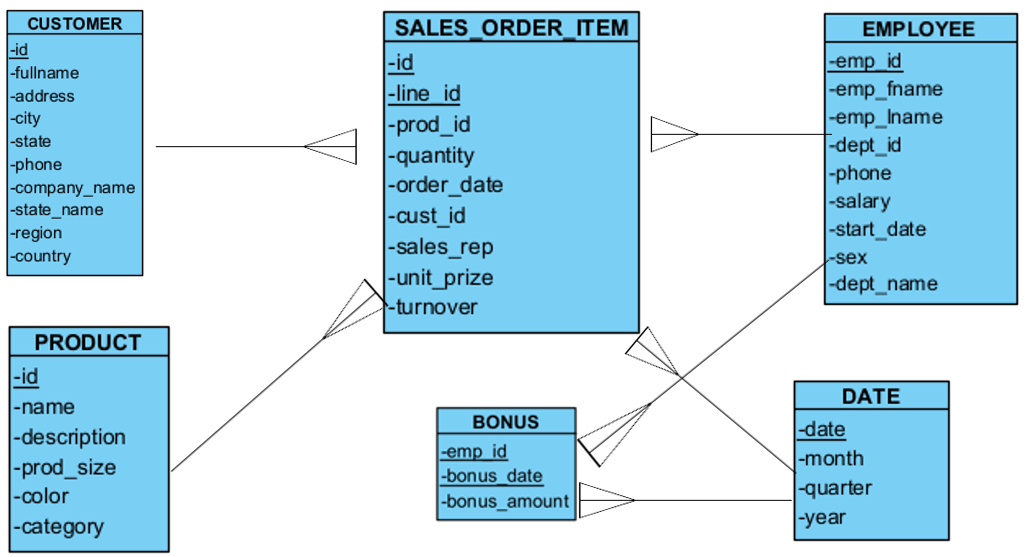 CUSTOMER
-id
-fullname
-address
-city
-state
-phone
-company_name
-state_name
-region
-country
SALES_ORDER_ITEM
-id
-line_id
-prod_id
-quantity
-order_date
-cust_id
-sales_rep
-unit_prize
-turnover
EMPLOYEE
-emp_id
-emp_fname
-emp_lname
-dept_id
-phone
-salary
-start_date
-sex
-dept_name
PRODUCT
-id
-name
-description
-prod_size
-color
-category
BONUS
-emp_id
-bonus_date
-bonus_amount
DATE
-date
-month
-quarter
-year